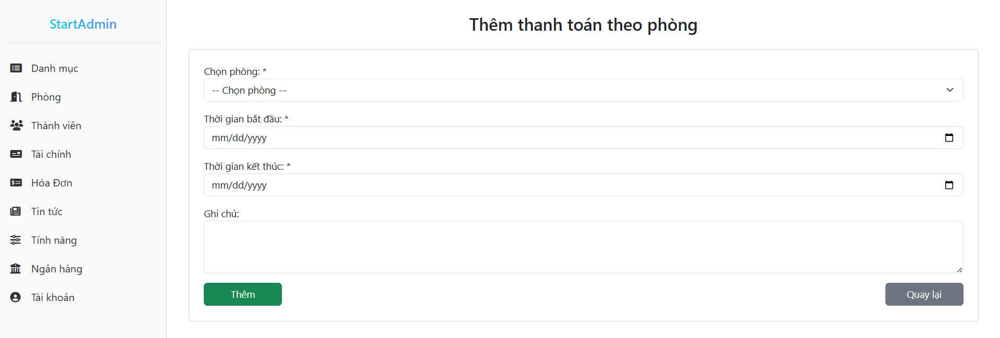 StartAdmin
Danh mục
Phòng
Thành viên
Tài chính
Hóa Đơn
Tin tức
Tính năng
Ngân hàng
Tài khoản
Thêm thanh toán theo phòng
Chọn phòng: *
-- Chọn phòng --
Thời gian bắt đầu: *
mm/dd/yyyy
Thời gian kết thúc: *
mm/dd/yyyy
Ghi chú:
Thêm
Quay lại